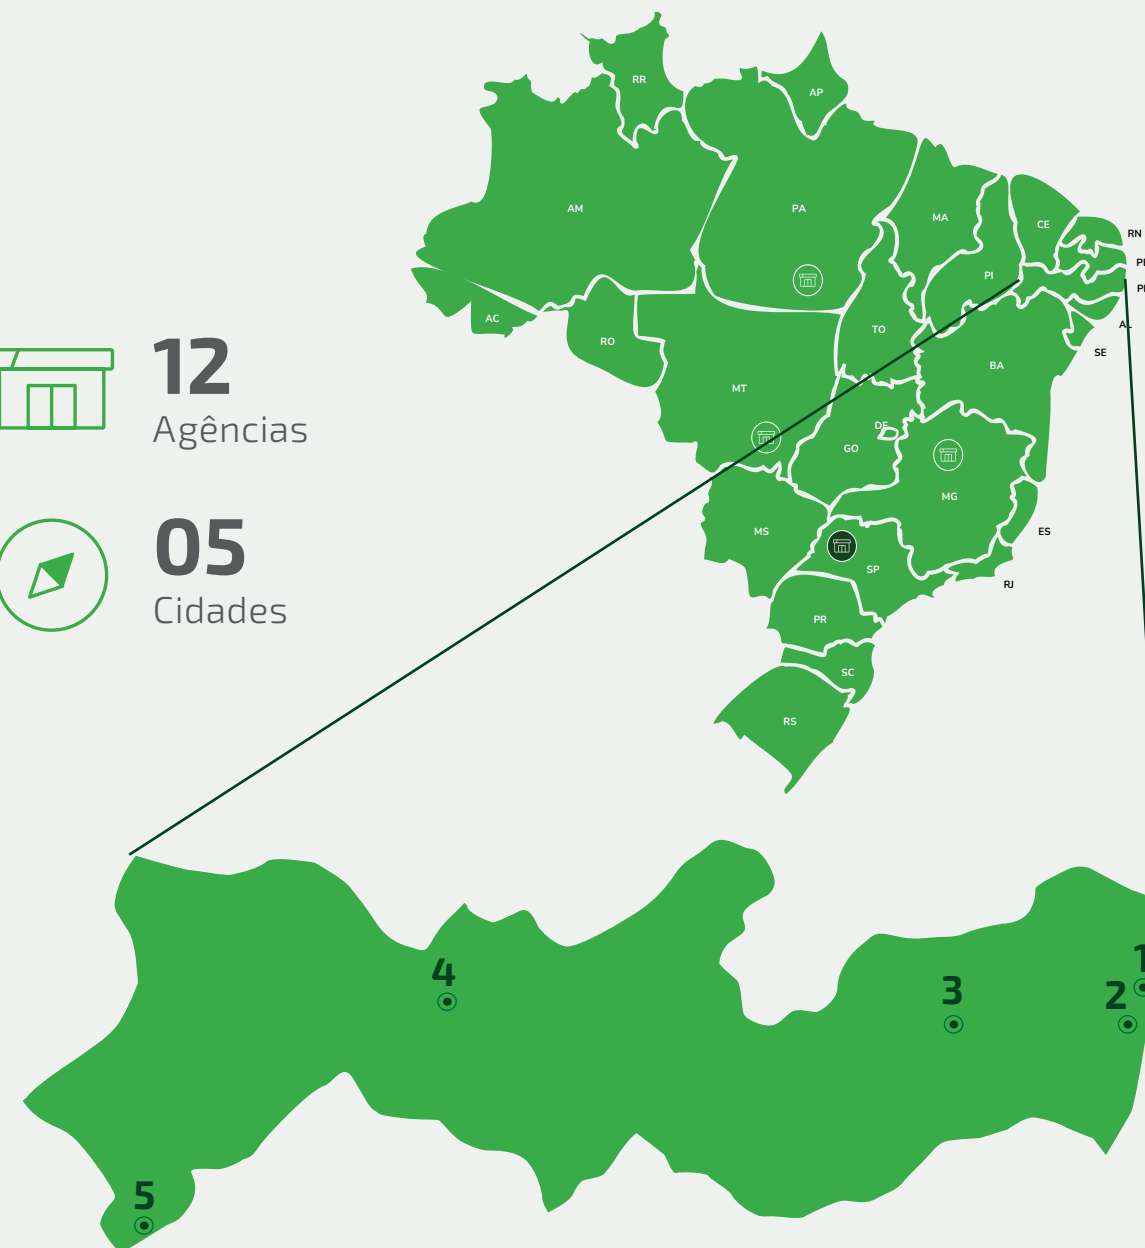 RR
AP
AM
PA
MA
CE
RN
PI
AC
RO
TO
SE
BA
MT
DF
GO
MG
MS
ES
SP
RJ
PR
SC
RS
12
Agências
05
Cidades
4
3
1
2
5